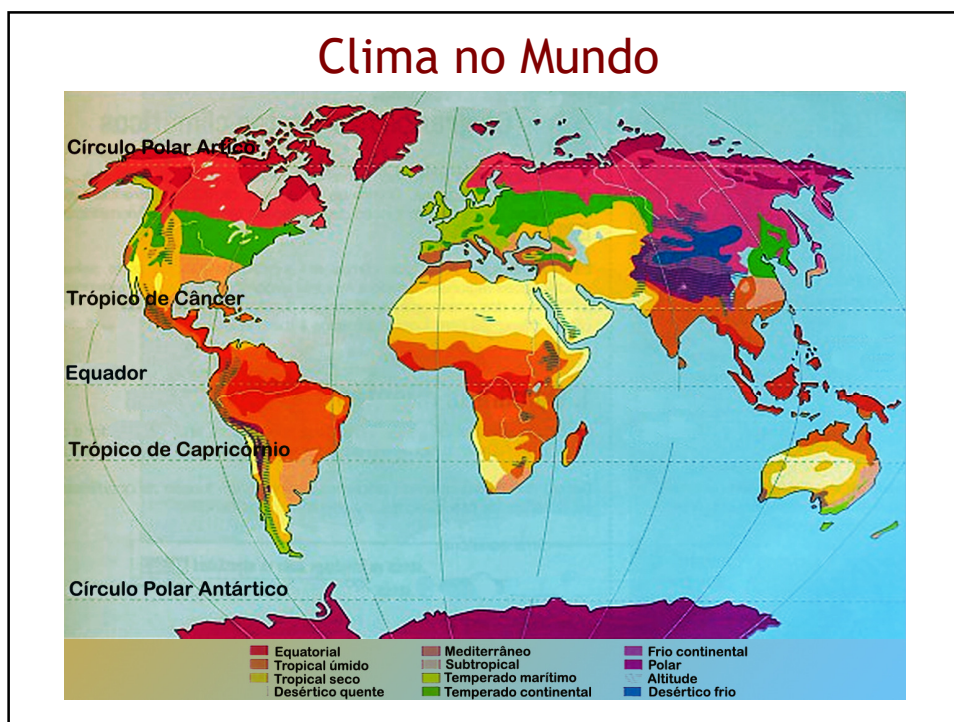 Clima no Mundo
Círculo Polar Ártico
Trópico de Câncer
Equador
Trópico de Capricórnio
Círculo Polar Antártico
Equatorial
Tropical úmido
Tropical seco
Desértico quente
Mediterrâneo
Subtropical
Temperado marítimo
Temperado continental
Frio continental
Polar
Altitude
Desértico frio